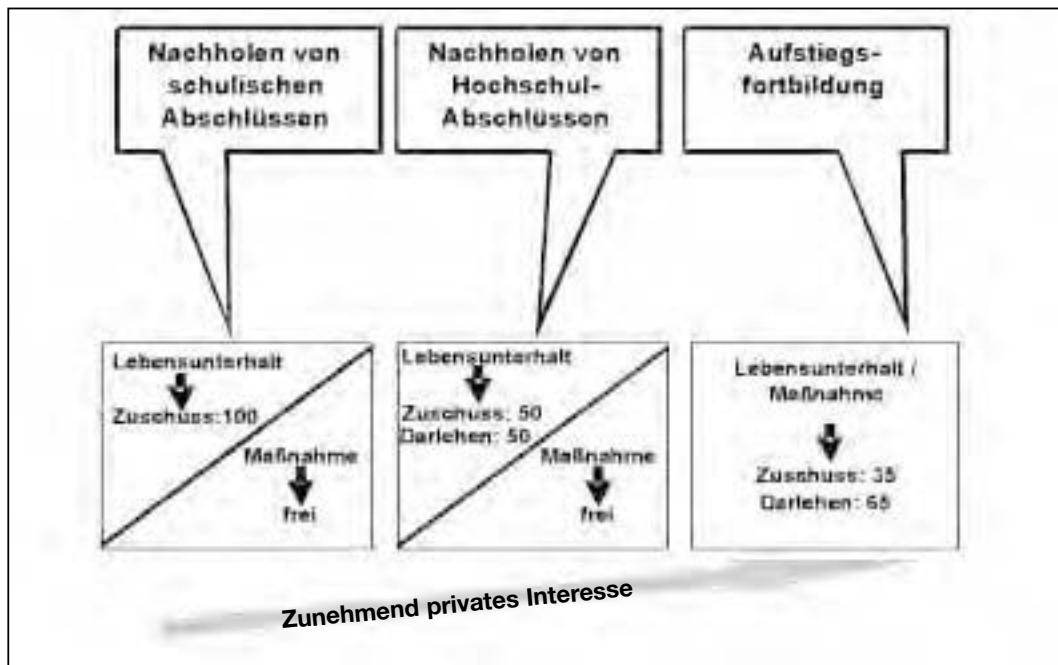 Nachholen von
schulischen
Abschlüssen
Nachholen von
Hochschul-
Abschlüssen
Aufstiegs-
fortbildung
Lebensunterhalt
Zuschuss:100
Maßnahme
frei
Lebensunterhalt
Zuschuss: 50
Darlehen: 50
Maßnahme
frei
Lebensunterhalt /
Maßnahme
Zuschuss: 35
Darlehen: 65
Zunehmend privates Interesse